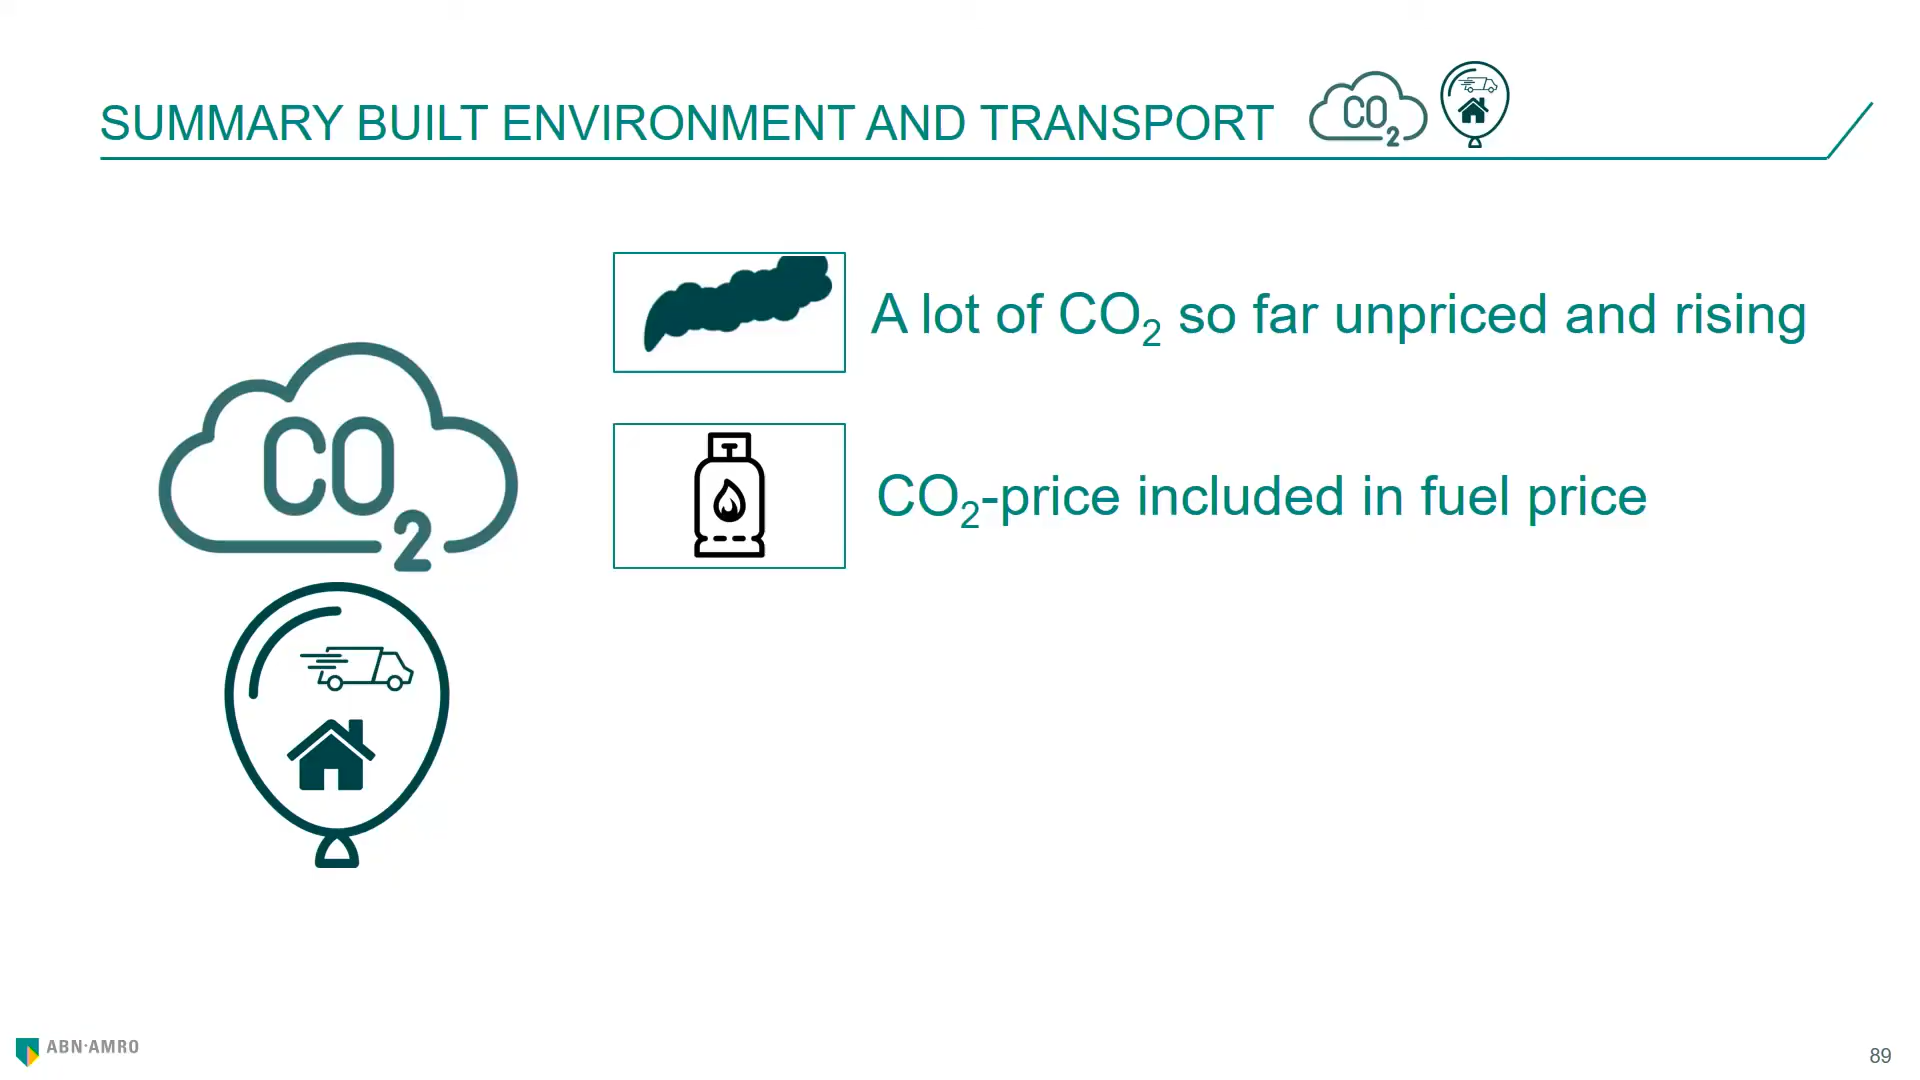 SUMMARY BUILT ENVIRONMENT AND TRANSPORT
CO2
A lot of CO2 so far unpriced and rising
CO2
CO2-price included in fuel price
ABN·AMRO
89